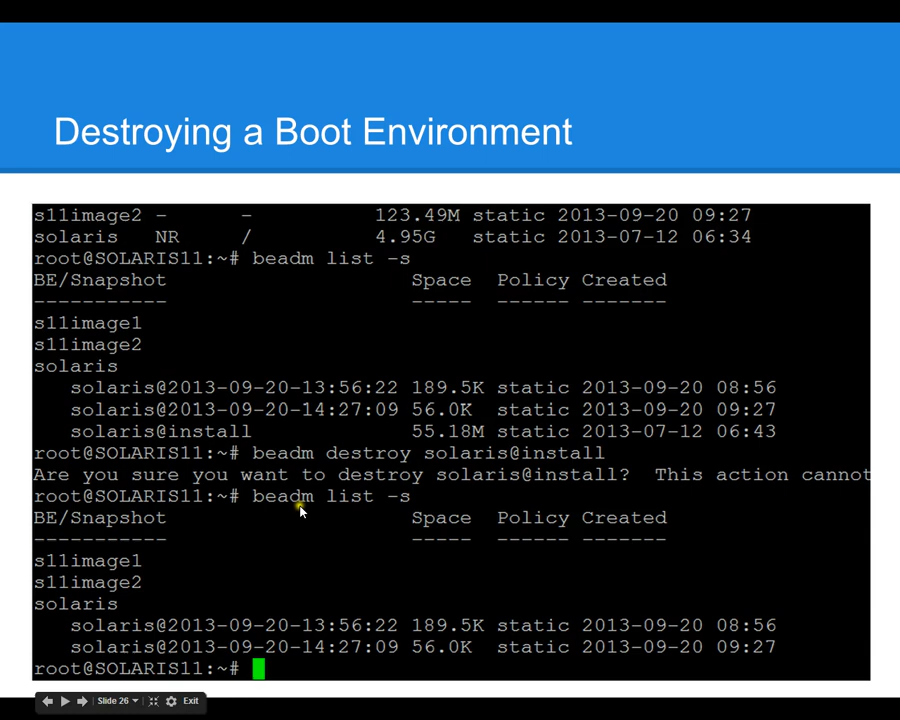 Destroying a Boot Environment
s11image2 -      -          123.49M static 2013-09-20 09:27
solaris   NR     /          4.95G   static 2013-07-12 06:34
root@SOLARIS11:~# beadm list -s
BE/Snapshot                    Space  Policy Created
-----------                    -----  ------ -------
s11image1
s11image2
solaris
   solaris@2013-09-20-13:56:22 189.5K static 2013-09-20 08:56
   solaris@2013-09-20-14:27:09 56.0K  static 2013-09-20 09:27
   solaris@install             55.18M static 2013-07-12 06:43
root@SOLARIS11:~# beadm destroy solaris@install
Are you sure you want to destroy solaris@install?  This action cannot
root@SOLARIS11:~# beadm list -s
BE/Snapshot                    Space  Policy Created
-----------                    -----  ------ -------
s11image1
s11image2
solaris
   solaris@2013-09-20-13:56:22 189.5K static 2013-09-20 08:56
   solaris@2013-09-20-14:27:09 56.0K  static 2013-09-20 09:27
root@SOLARIS11:~#
Slide 26 Exit